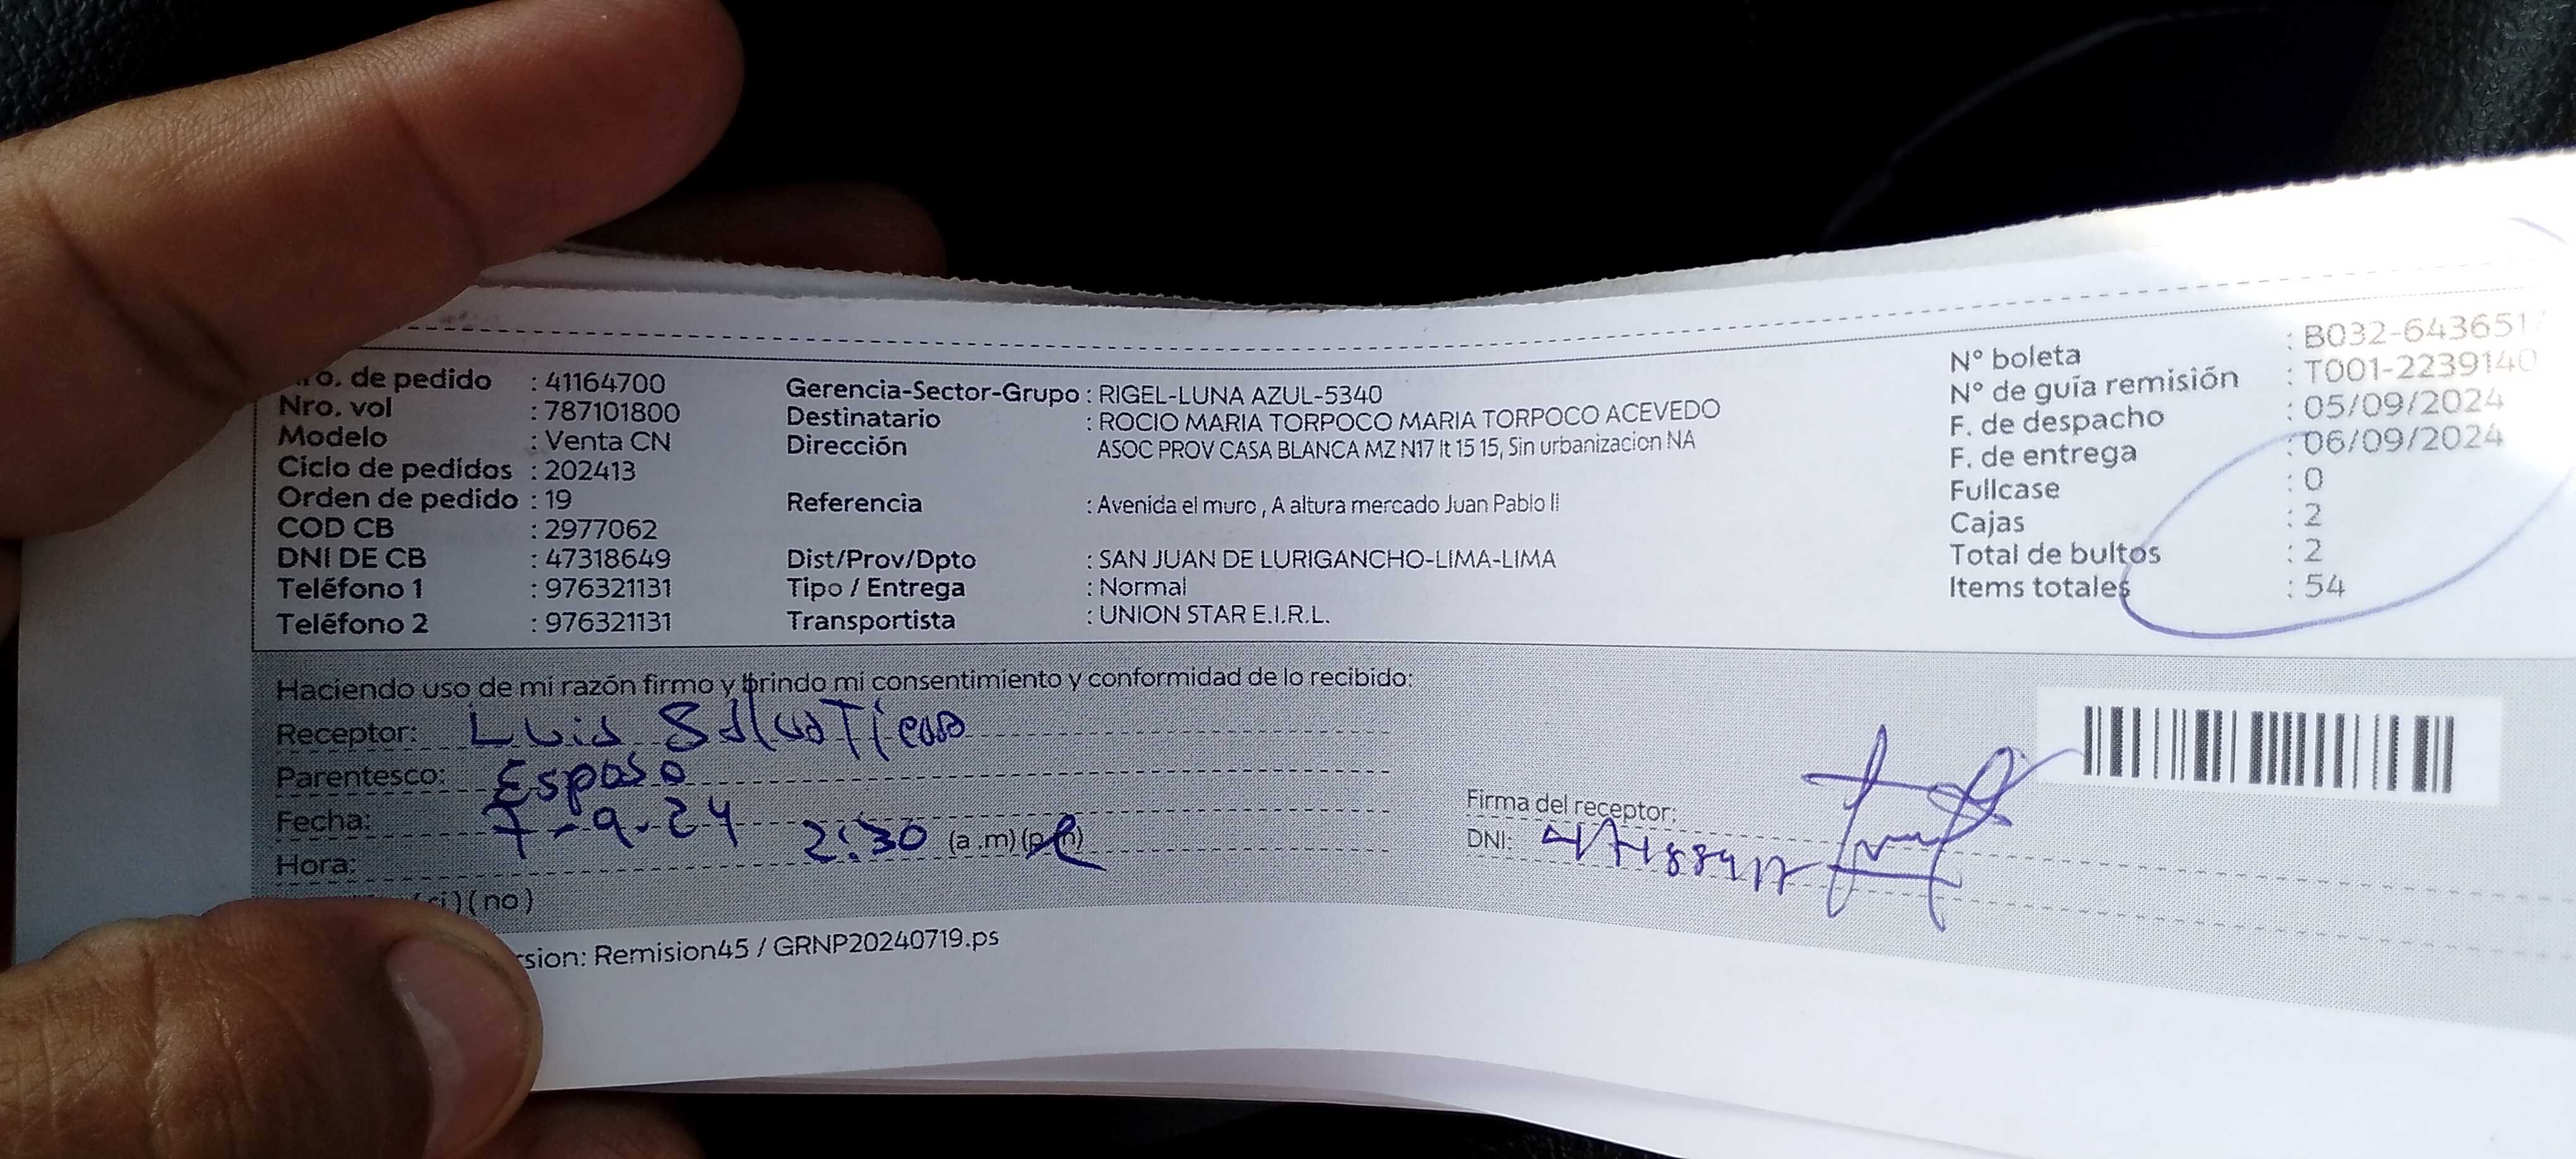 ro. de pedido : 41164700
Nro. vol : 787101800
Modelo : Venta CN
Ciclo de pedidos : 202413
Orden de pedido : 19
COD CB : 2977062
DNI DE CB : 47318649
Teléfono 1 : 976321131
Teléfono 2 : 976321131
Gerencia-Sector-Grupo : RIGEL-LUNA AZUL-5340
Destinatario : ROCIO MARIA TORPOCO MARIA TORPOCO ACEVEDO
Dirección ASOC PROV CASA BLANCA MZ N17 lt 15 15, Sin urbanizacion NA
Referencia : Avenida el muro , A altura mercado Juan Pablo II
Dist/Prov/Dpto : SAN JUAN DE LURIGANCHO-LIMA-LIMA
Tipo / Entrega : Normal
Transportista : UNION STAR E.I.R.L.
N° boleta : B032-643651
N° de guía remisión : T001-2239140
F. de despacho : 05/09/2024
F. de entrega : 06/09/2024
Fullcase : 0
Cajas : 2
Total de bultos : 2
Items totales : 54
Haciendo uso de mi razón firmo y brindo mi consentimiento y conformidad de lo recibido:
Receptor: Luis
Parentesco: Esposo
Fecha: 7-9-24
Hora: 2:30 (a .m) (p.m)
(si) (no)
Firma del receptor:
DNI:
sion: Remision45 / GRNP20240719.ps